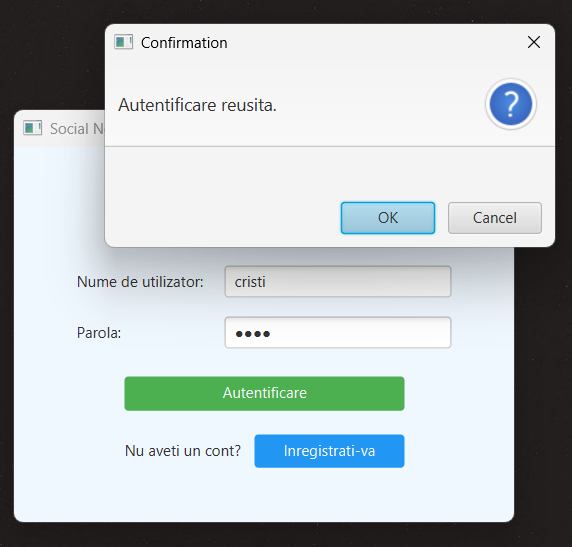 Confirmation
Autentificare reusita.
OK
Cancel
Social
Nume de utilizator:
cristi
Parola:
Autentificare
Nu aveti un cont?
Inregistrati-va